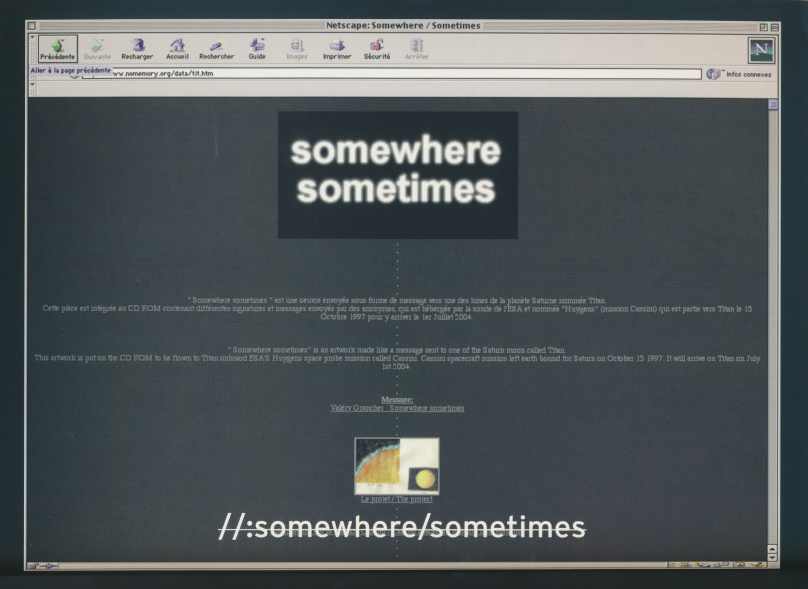 Netscape: Somewhere / Sometimes
Précédente Suivante Recharger Accueil Rechercher Guide Images Imprimer Sécurité Arrêter
N
Aller à la page précédente
ww.nomemory.org/data/tit.htm
Infos connexes
somewhere
sometimes
" Somewhere sometimes " est une oeuvre envoyée sous forme de message vers une des lunes de la planète Saturne nommée Titan.
Cette pièce est intégrée au CD ROM contenant différentes signatures et messages envoyés par des anonymes, qui est hébergée par la sonde de l'ESA et nommée "Huygens" (mission Cassini) qui est partie vers Titan le 15
Octobre 1997 pour y arriver le 1er Juillet 2004.
" Somewhere sometimes" is an artwork made like a message sent to one of the Saturn moon called Titan.
This artwork is put on the CD ROM to be flown to Titan onboard ESA'S Huygens space probe mission called Cassini. Cassini spacecraft mission left earth bound for Saturn on October 15 1997. It will arrive on Titan on July
1st 2004.
Message:
Valéry Grancher : Somewhere sometimes
Le projet / The project
//:somewhere/sometimes